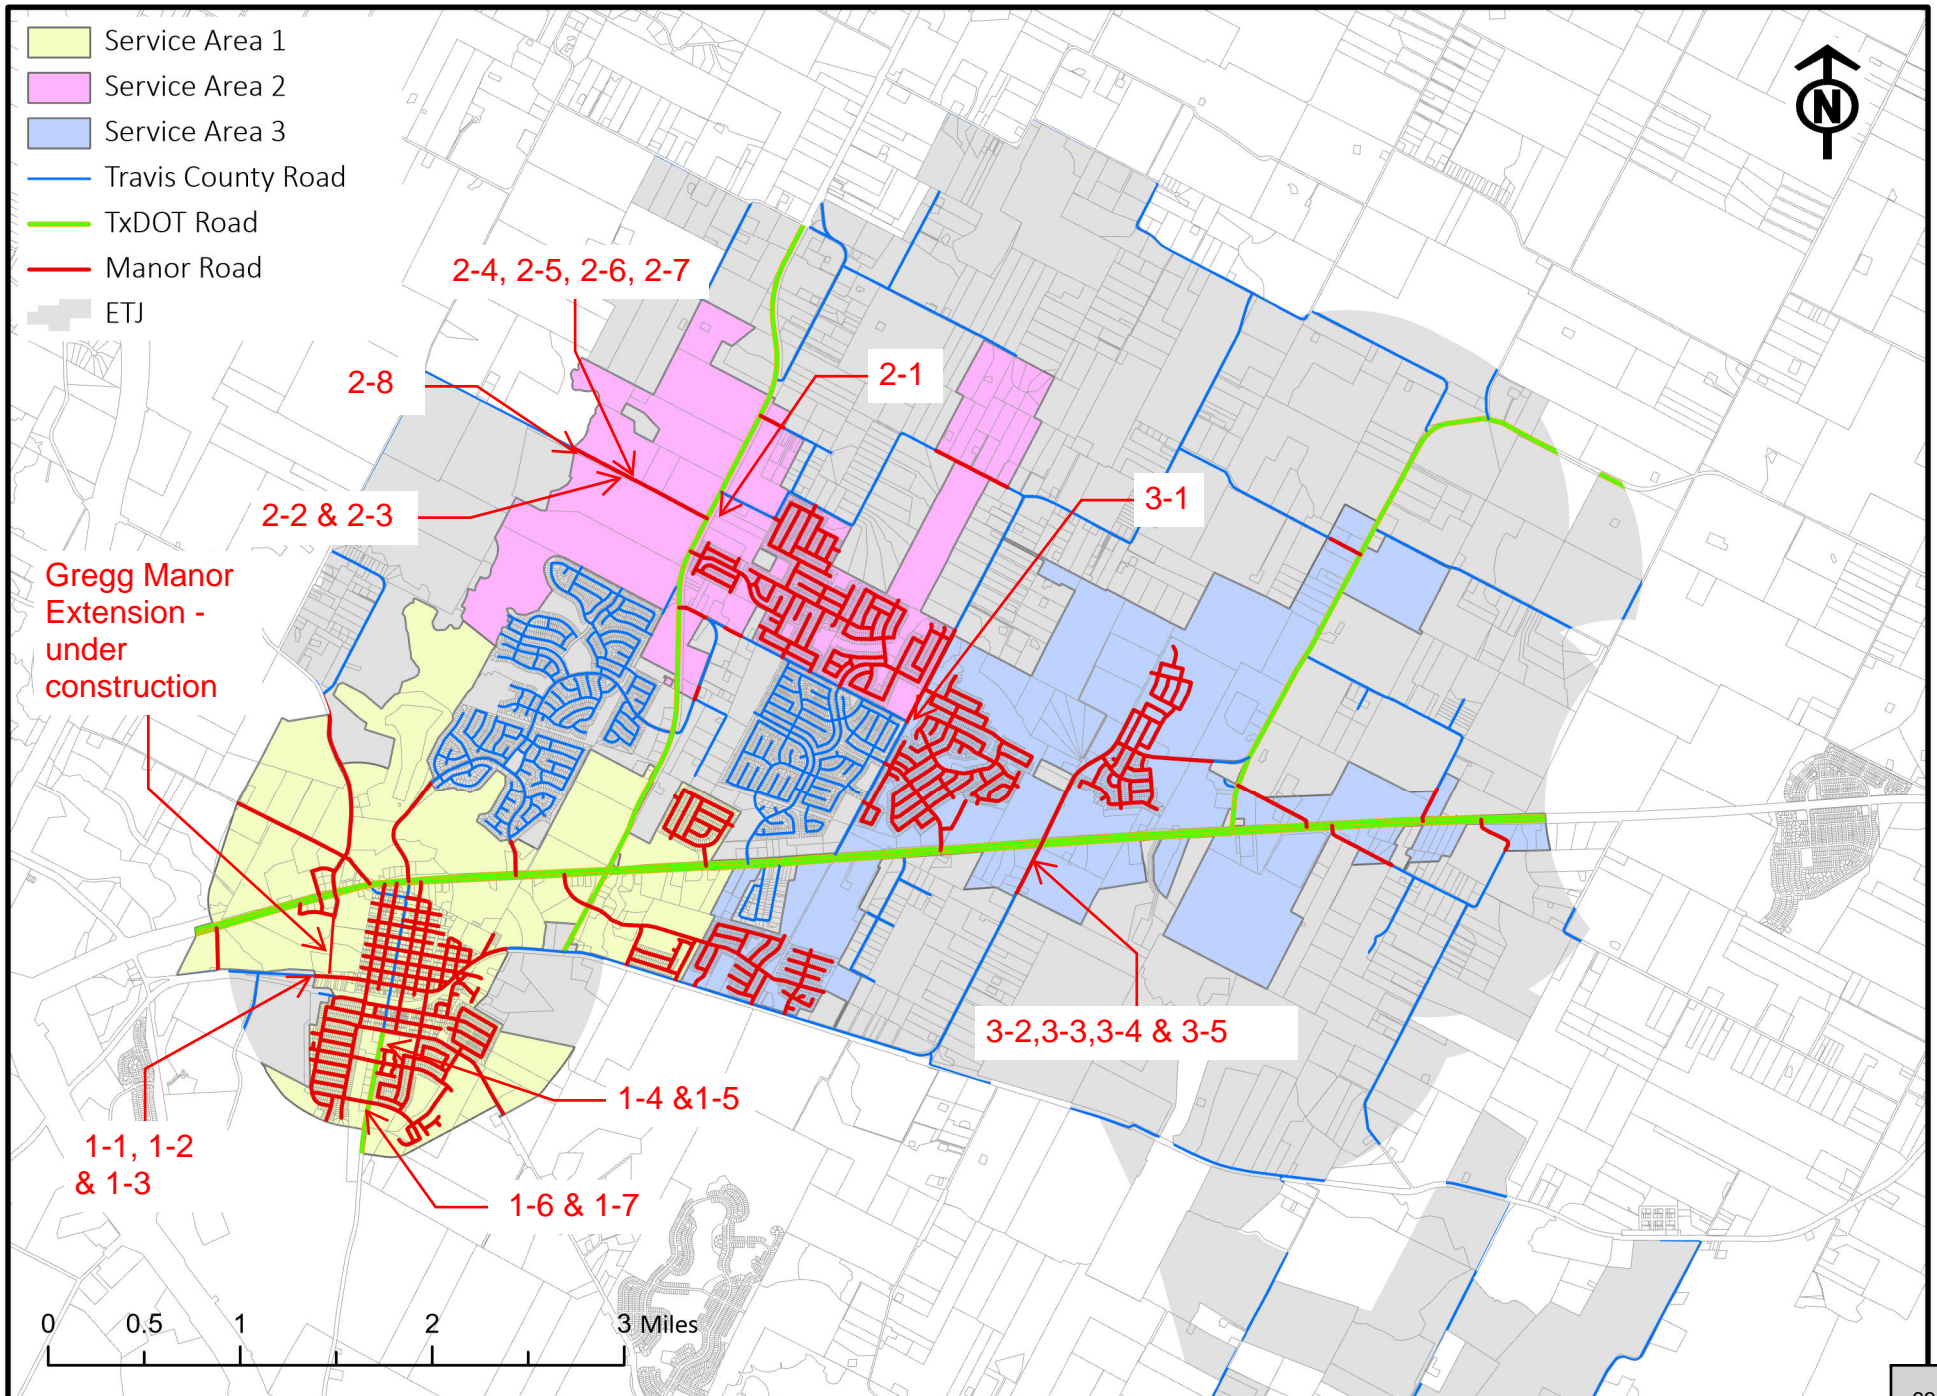 Service Area 1
Service Area 2
Service Area 3
Travis County Road
TxDOT Road
Manor Road
ETJ
N
2-4, 2-5, 2-6, 2-7
2-8
2-1
2-2 & 2-3
3-1
Gregg Manor
Extension -
under
construction
3-2,3-3,3-4 & 3-5
1-4 &1-5
1-1, 1-2
& 1-3
1-6 & 1-7
0 0.5 1 2 3 Miles